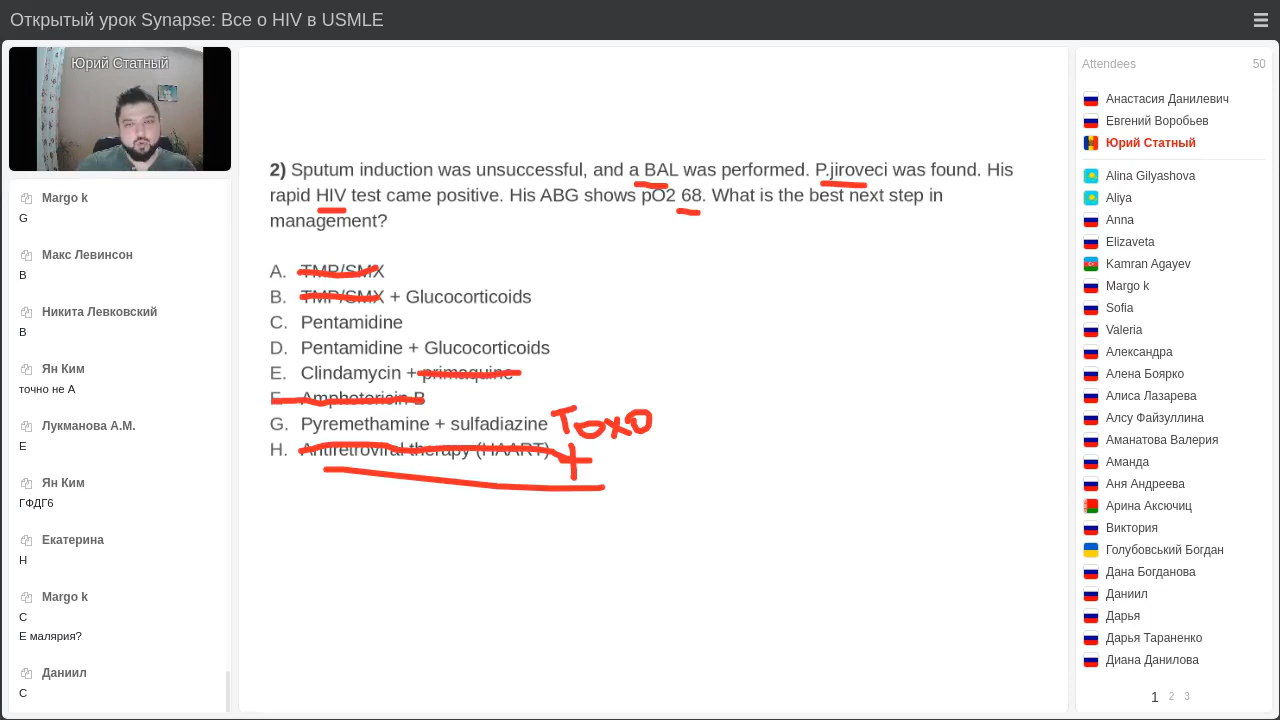 Открытый урок Synapse: Все о HIV в USMLE
Юрий Статный
Margo k
G
Макс Левинсон
B
Никита Левковский
B
Ян Ким
точно не А
Лукманова А.М.
Е
Ян Ким
ГФДГ6
Екатерина
Н
Margo k
C
Е малярия?
Даниил
С
2) Sputum induction was unsuccessful, and a BAL was performed. P.jiroveci was found. His
rapid HIV test came positive. His ABG shows pO2 68. What is the best next step in
management?
A. TMP/SMX
B. TMP/SMX + Glucocorticoids
C. Pentamidine
D. Pentamidine + Glucocorticoids
E. Clindamycin + primaquine
F. Amphotericin B
G. Pyremethamine + sulfadiazine Toxo
H. Antiretroviral therapy (HAART) +
Attendees 50
Анастасия Данилевич
Евгений Воробьев
Юрий Статный
Alina Gilyashova
Aliya
Anna
Elizaveta
Kamran Agayev
Margo k
Sofia
Valeria
Александра
Алена Боярко
Алиса Лазарева
Алсу Файзуллина
Аманатова Валерия
Аманда
Аня Андреева
Арина Аксючиц
Виктория
Голубовський Богдан
Дана Богданова
Даниил
Дарья
Дарья Тараненко
Диана Данилова
1 2 3